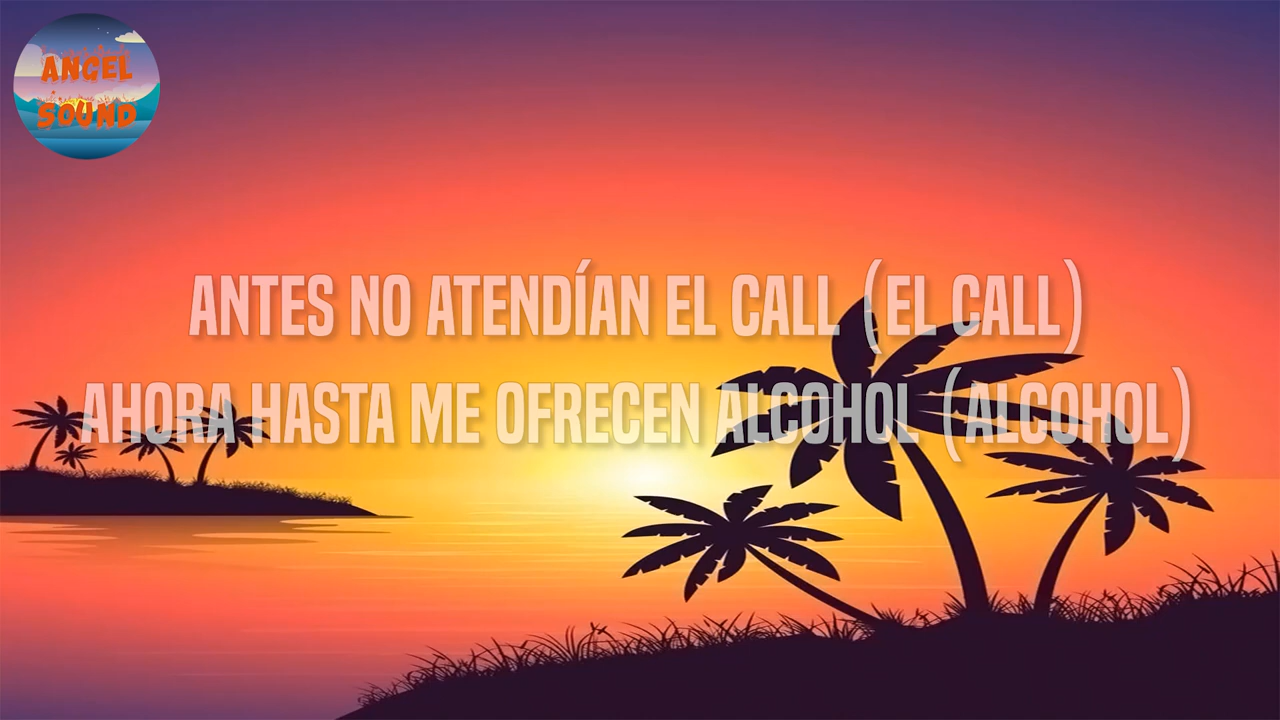 ANGEL
SOUND
ANTES NO ATENDÍAN EL CALL (EL CALL)
AHORA HASTA ME OFRECEN ALCOHOL (ALCOHOL)